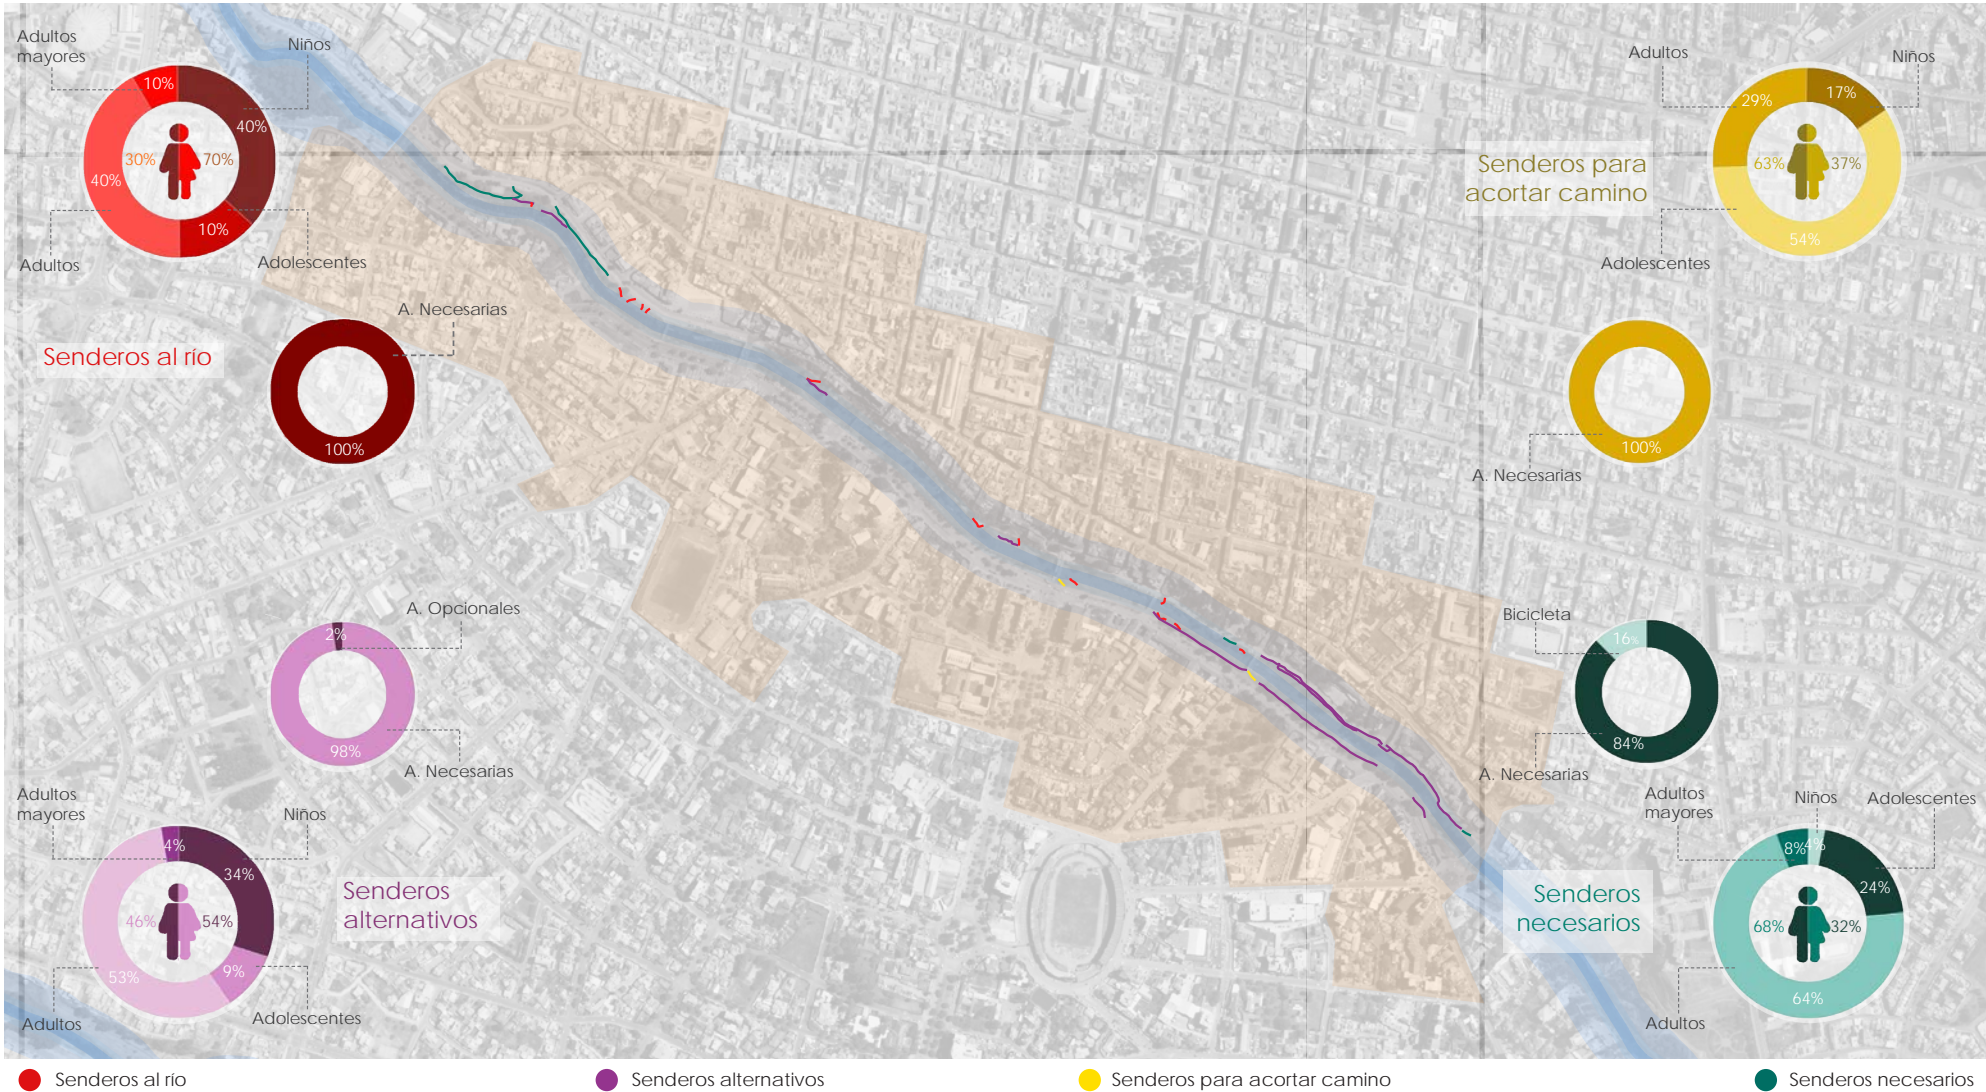 Adultos
mayores
Niños
10%
40%
30%
70%
40%
10%
Adultos
Adolescentes
A. Necesarias
Senderos al río
100%
A. Opcionales
2%
98%
A. Necesarias
Adultos
mayores
Niños
4%
34%
46%
54%
53%
9%
Senderos
alternativos
Adultos
Adolescentes
Adultos
Niños
29%
17%
Senderos para
acortar camino
63%
37%
54%
Adolescentes
100%
A. Necesarias
Bicicleta
16%
84%
A. Necesarias
Adultos
mayores
Niños
Adolescentes
8%
4%
24%
Senderos
necesarios
68%
32%
64%
Adultos
Senderos al río
Senderos alternativos
Senderos para acortar camino
Senderos necesarios